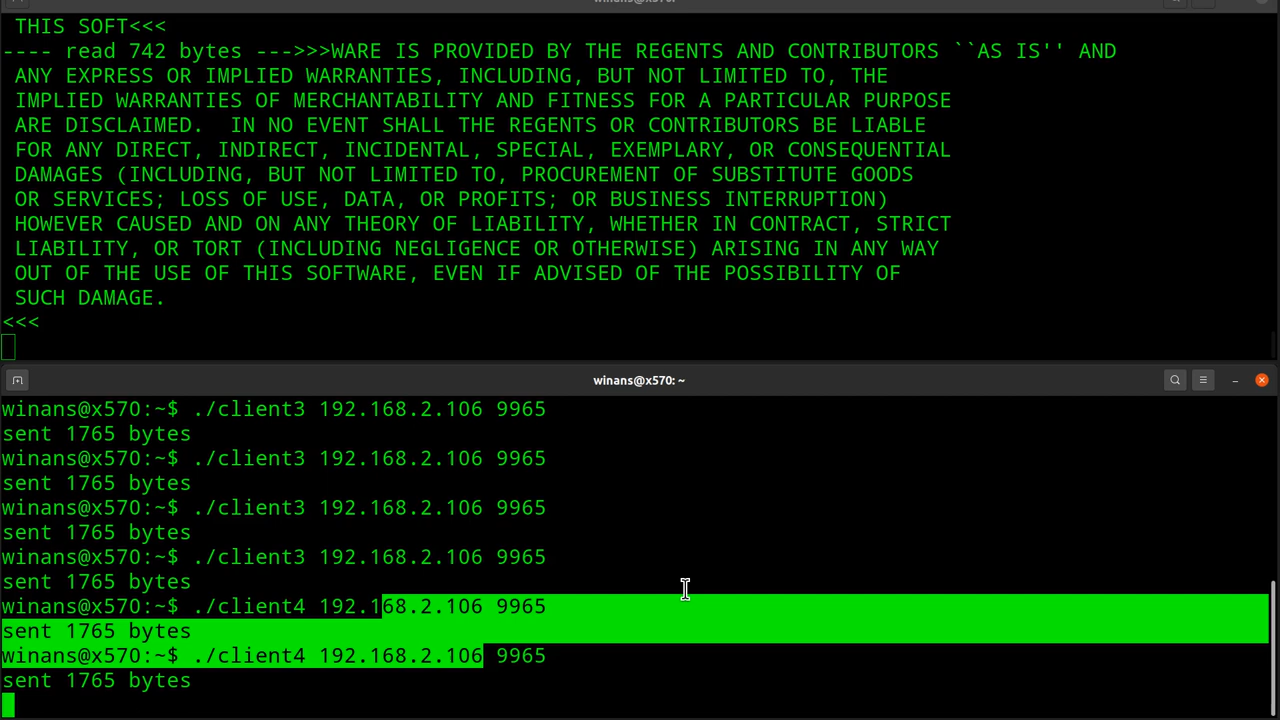 winans@x570:~
THIS SOFT<<<
---- read 742 bytes --->>>WARE IS PROVIDED BY THE REGENTS AND CONTRIBUTORS ``AS IS'' AND
ANY EXPRESS OR IMPLIED WARRANTIES, INCLUDING, BUT NOT LIMITED TO, THE
IMPLIED WARRANTIES OF MERCHANTABILITY AND FITNESS FOR A PARTICULAR PURPOSE
ARE DISCLAIMED.  IN NO EVENT SHALL THE REGENTS OR CONTRIBUTORS BE LIABLE
FOR ANY DIRECT, INDIRECT, INCIDENTAL, SPECIAL, EXEMPLARY, OR CONSEQUENTIAL
DAMAGES (INCLUDING, BUT NOT LIMITED TO, PROCUREMENT OF SUBSTITUTE GOODS
OR SERVICES; LOSS OF USE, DATA, OR PROFITS; OR BUSINESS INTERRUPTION)
HOWEVER CAUSED AND ON ANY THEORY OF LIABILITY, WHETHER IN CONTRACT, STRICT
LIABILITY, OR TORT (INCLUDING NEGLIGENCE OR OTHERWISE) ARISING IN ANY WAY
OUT OF THE USE OF THIS SOFTWARE, EVEN IF ADVISED OF THE POSSIBILITY OF
SUCH DAMAGE.
<<<
winans@x570: ~
winans@x570:~$ ./client3 192.168.2.106 9965
sent 1765 bytes
winans@x570:~$ ./client3 192.168.2.106 9965
sent 1765 bytes
winans@x570:~$ ./client3 192.168.2.106 9965
sent 1765 bytes
winans@x570:~$ ./client3 192.168.2.106 9965
sent 1765 bytes
winans@x570:~$ ./client4 192.168.2.106 9965
sent 1765 bytes
winans@x570:~$ ./client4 192.168.2.106 9965
sent 1765 bytes